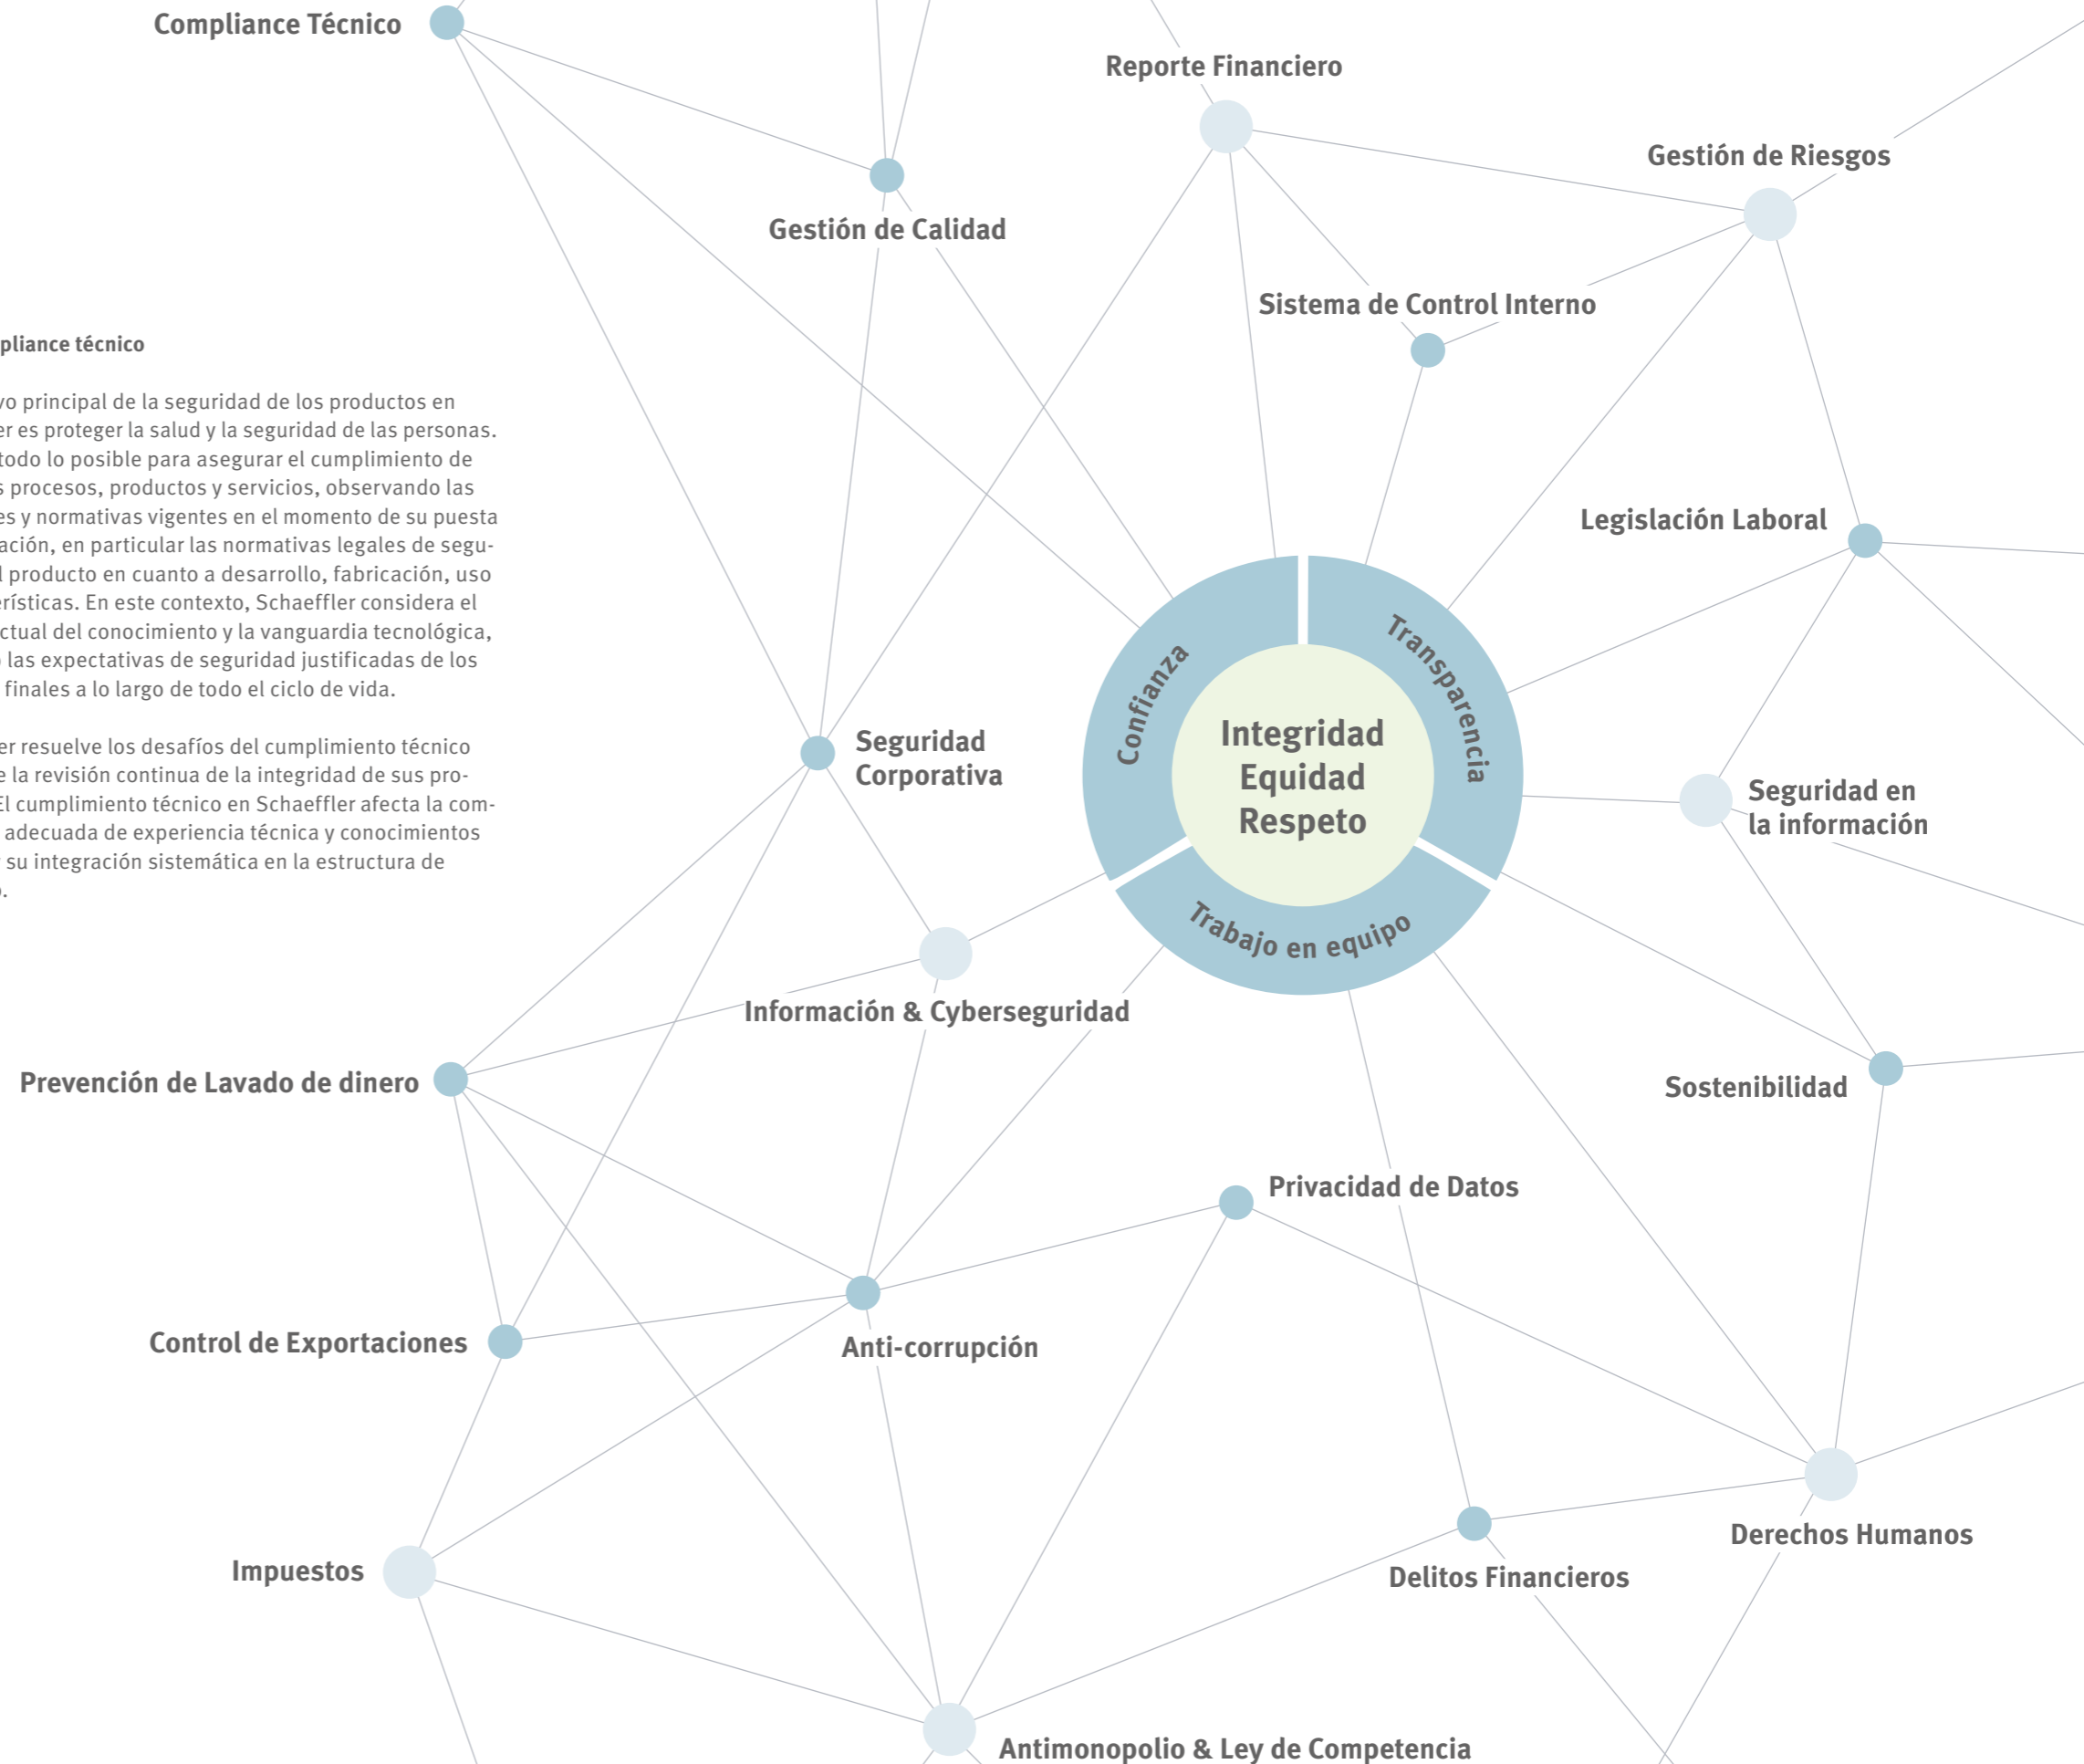 Compliance Técnico
Reporte Financiero
Gestión de Riesgos
Gestión de Calidad
Sistema de Control Interno
pliance técnico
vo principal de la seguridad de los productos en
er es proteger la salud y la seguridad de las personas.
todo lo posible para asegurar el cumplimiento de
s procesos, productos y servicios, observando las
es y normativas vigentes en el momento de su puesta
ación, en particular las normativas legales de segu-
l producto en cuanto a desarrollo, fabricación, uso
erísticas. En este contexto, Schaeffler considera el
ctual del conocimiento y la vanguardia tecnológica,
o las expectativas de seguridad justificadas de los
finales a lo largo de todo el ciclo de vida.
er resuelve los desafíos del cumplimiento técnico
e la revisión continua de la integridad de sus pro-
El cumplimiento técnico en Schaeffler afecta la com-
adecuada de experiencia técnica y conocimientos
su integración sistemática en la estructura de
o.
Legislación Laboral
Confianza
Transparencia
Trabajo en equipo
Integridad
Equidad
Respeto
Seguridad
Corporativa
Seguridad en
la información
Información & Cyberseguridad
Prevención de Lavado de dinero
Sostenibilidad
Privacidad de Datos
Control de Exportaciones
Anti-corrupción
Derechos Humanos
Impuestos
Delitos Financieros
Antimonopolio & Ley de Competencia